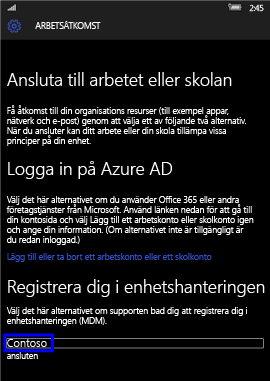 2:45
ARBETSÅTKOMST
Ansluta till arbetet eller skolan
Få åtkomst till din organisations resurser (till exempel appar,
nätverk och e-post) genom att välja ett av följande två alternativ.
När du ansluter kan ditt arbete eller din skola tillämpa vissa
principer på din enhet.
Logga in på Azure AD
Välj det här alternativet om du använder Office 365 eller andra
företagstjänster från Microsoft. Använd länken nedan för att gå till
din kontosida och välj Lägg till ett arbetskonto eller skolkonto igen
och ange din information. (Om alternativet inte är tillgängligt är
du redan inloggad.)
Lägg till eller ta bort ett arbetskonto eller ett skolkonto
Registrera dig i enhetshanteringen
Välj det här alternativet om supporten bad dig att registrera dig i
enhetshantering (MDM).
Contoso
ansluten